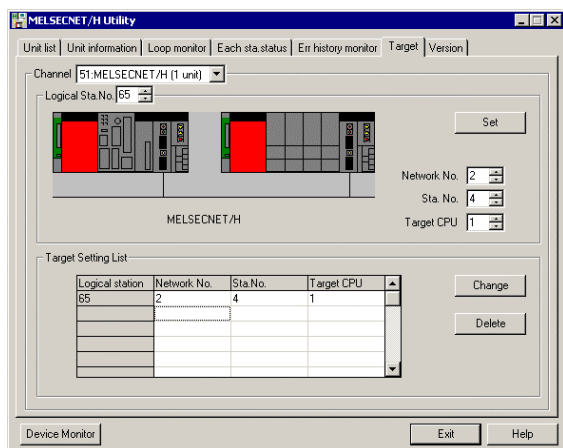 MELSECNET/H Utility
Unit list Unit information Loop monitor Each sta.status Err history monitor Target Version
Channel 51:MELSECNET/H (1 unit)
Logical Sta.No. 65
Set
Network No. 2
Sta. No. 4
Target CPU 1
MELSECNET/H
Target Setting List
Logical station Network No. Sta.No. Target CPU
65 2 4 1
Change
Delete
Device Monitor Exit Help